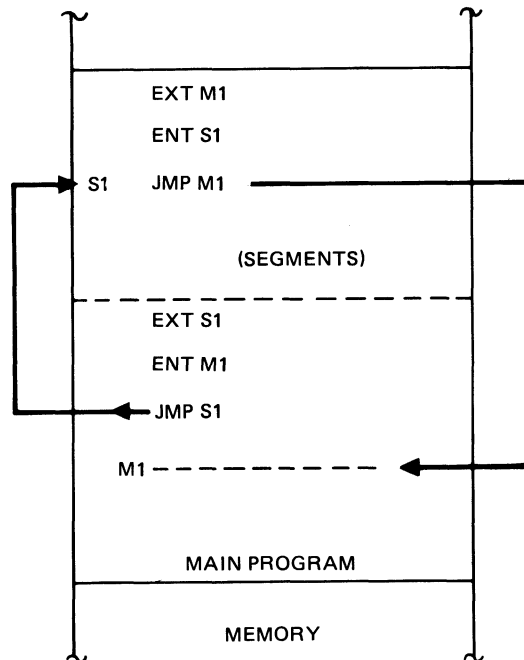 EXT M1
ENT S1
S1 JMP M1
(SEGMENTS)
EXT S1
ENT M1
JMP S1
M1
MAIN PROGRAM
MEMORY